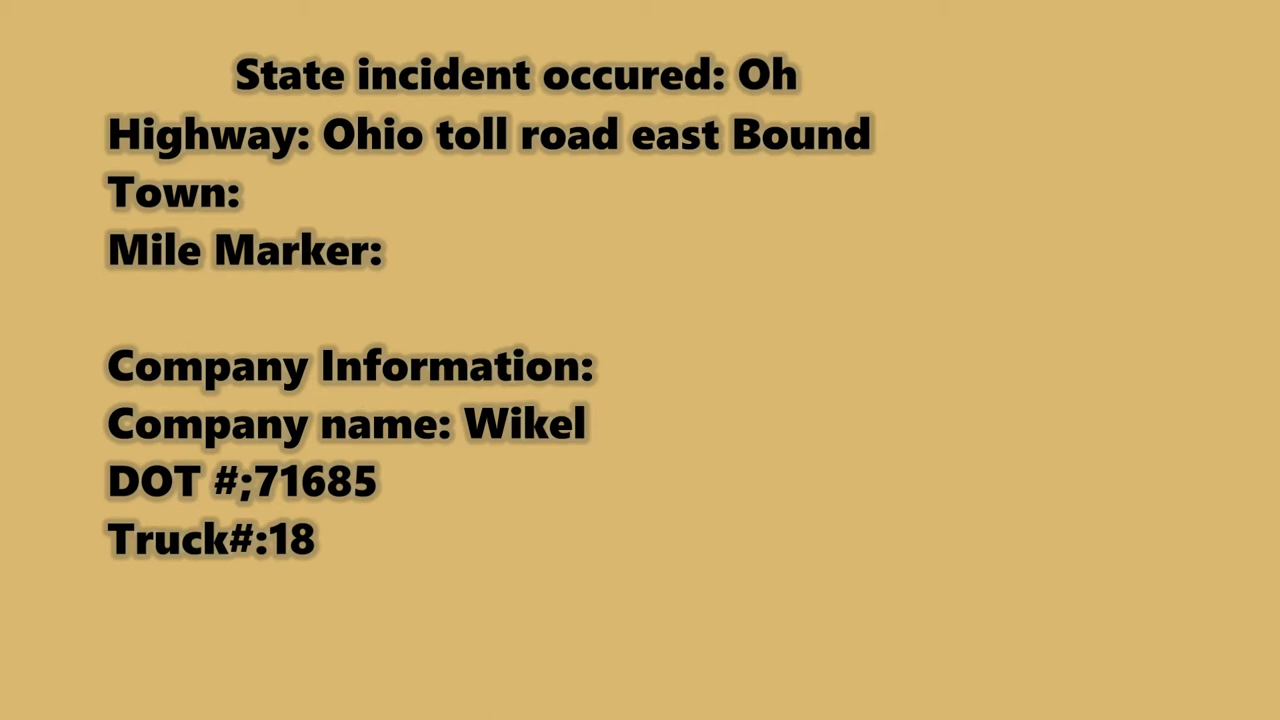 State incident occured: Oh
Highway: Ohio toll road east Bound
Town:
Mile Marker:
Company Information:
Company name: Wikel
DOT #;71685
Truck#:18